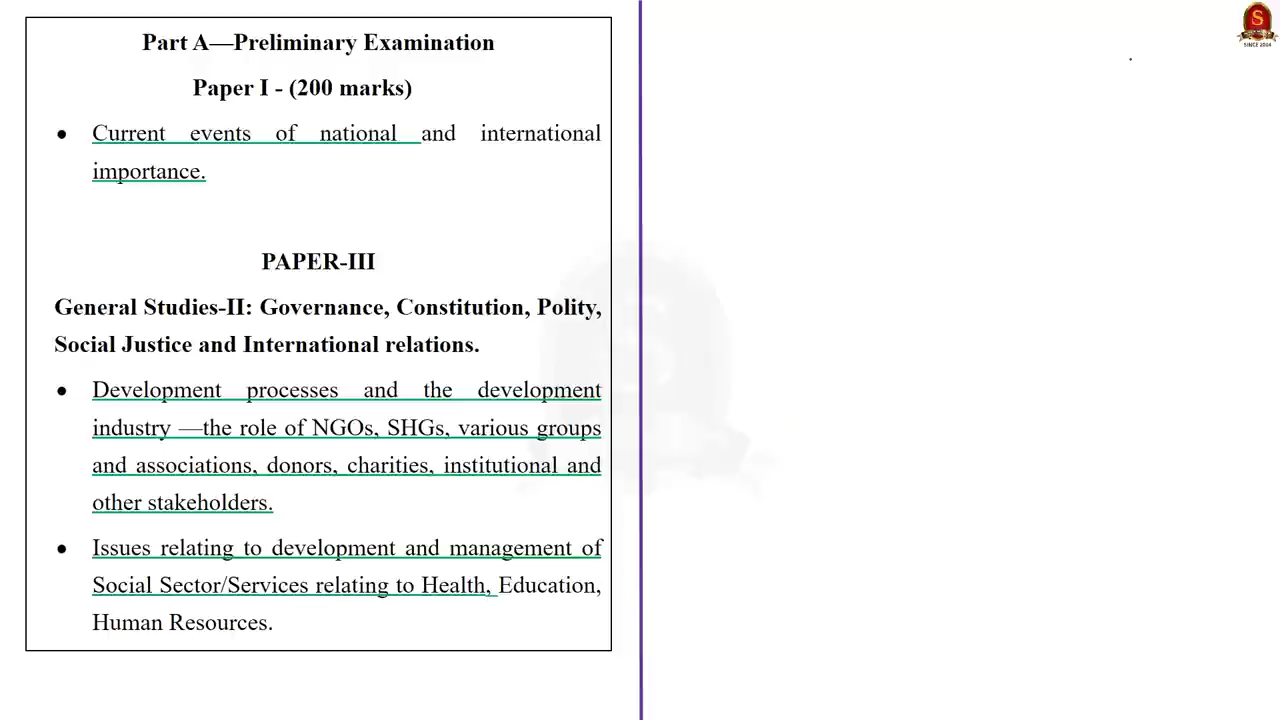 Part A—Preliminary Examination
Paper I - (200 marks)
● Current events of national and international
importance.
PAPER-III
General Studies-II: Governance, Constitution, Polity,
Social Justice and International relations.
● Development processes and the development
industry —the role of NGOs, SHGs, various groups
and associations, donors, charities, institutional and
other stakeholders.
● Issues relating to development and management of
Social Sector/Services relating to Health, Education,
Human Resources.
S
SINCE 2014